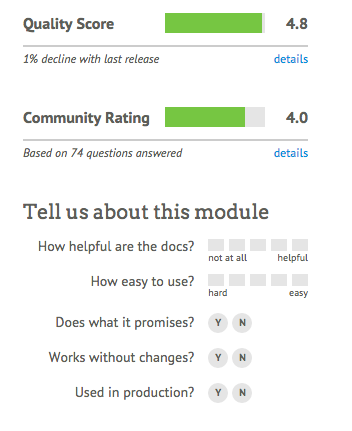 Quality Score 4.8
1% decline with last release details
Community Rating 4.0
Based on 74 questions answered details
Tell us about this module
How helpful are the docs?
not at all helpful
How easy to use?
hard easy
Does what it promises? Y N
Works without changes? Y N
Used in production? Y N